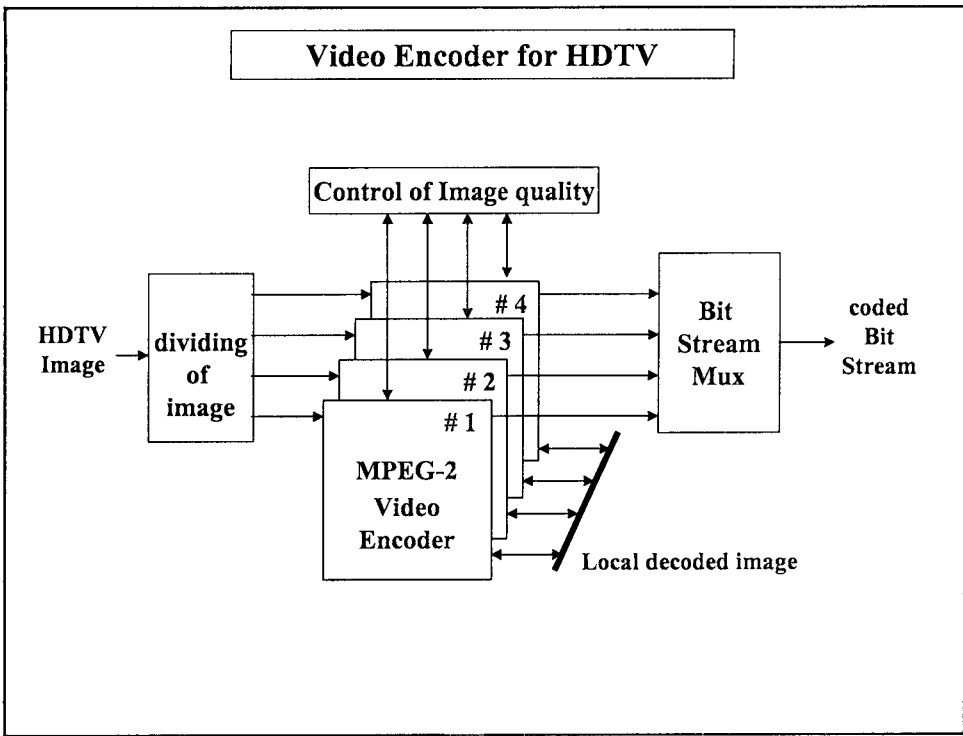 Video Encoder for HDTV
Control of Image quality
HDTV
Image
dividing
of
image
# 4
# 3
# 2
# 1
MPEG-2
Video
Encoder
Bit
Stream
Mux
coded
Bit
Stream
Local decoded image